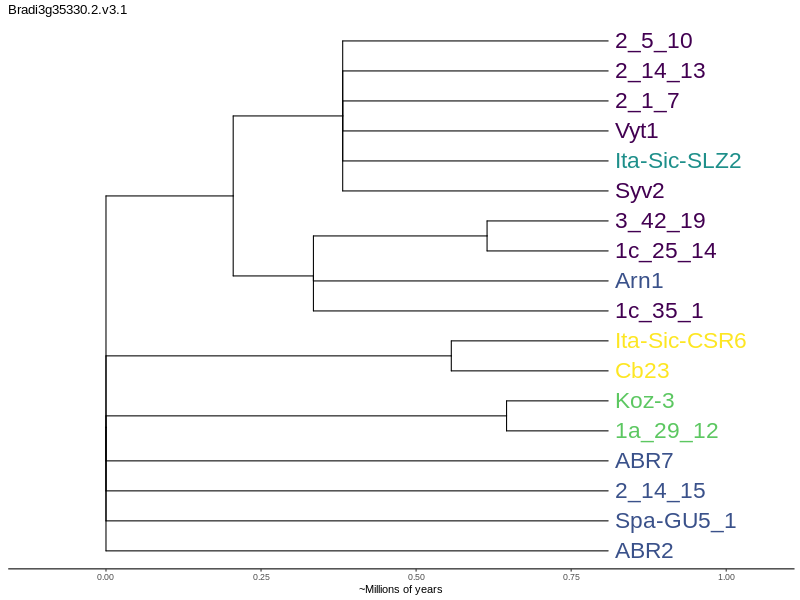 Bradi3g35330.2.v3.1
2_5_10
2_14_13
2_1_7
Vyt1
Ita-Sic-SLZ2
Syv2
3_42_19
1c_25_14
Arn1
1c_35_1
Ita-Sic-CSR6
Cb23
Koz-3
1a_29_12
ABR7
2_14_15
Spa-GU5_1
ABR2
0.00 0.25 0.50 0.75 1.00
~Millions of years